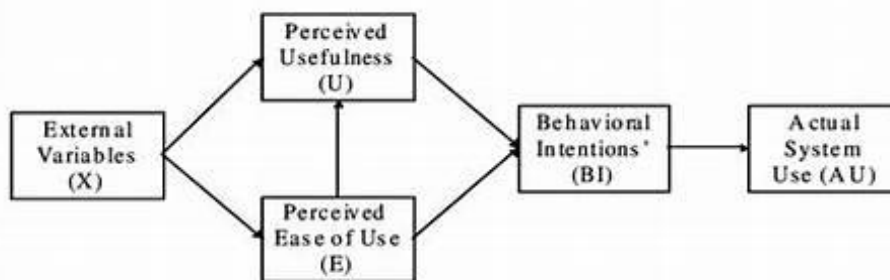 Perceived
Usefulness
(U)
External
Variables
(X)
Perceived
Ease of Use
(E)
Behavioral
Intentions'
(BI)
Actual
System
Use (AU)